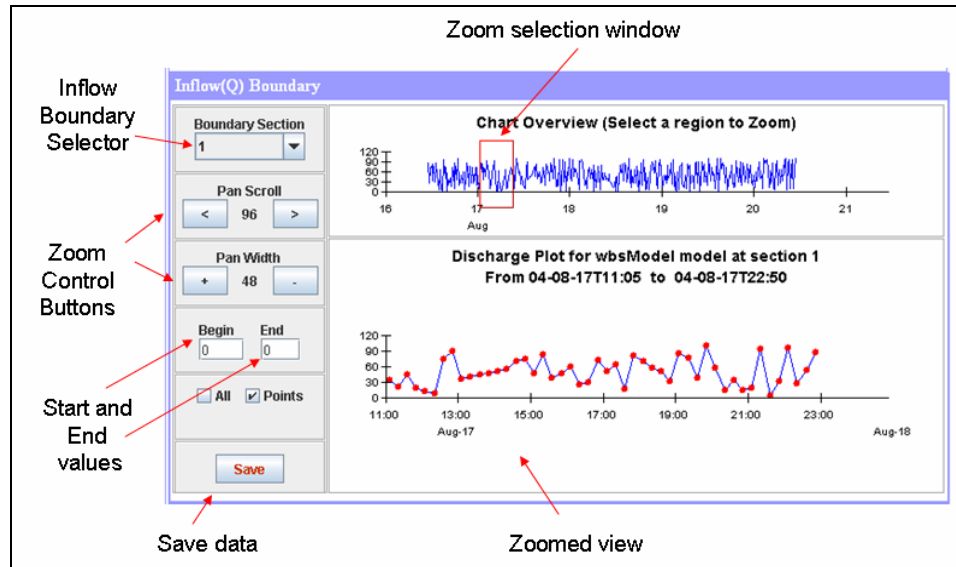 Zoom selection window
Inflow
Boundary
Selector
Inflow(Q) Boundary
Boundary Section
1
Chart Overview (Select a region to Zoom)
120
90
60
30
0
16 17 18 19 20 21
Aug
Pan Scroll
< 96 >
Zoom
Control
Buttons
Pan Width
+ 48 -
Discharge Plot for wbsModel model at section 1
From 04-08-17T11:05 to 04-08-17T22:50
Begin End
0 0
120
90
60
30
0
11:00 13:00 15:00 17:00 19:00 21:00 23:00
Aug-17 Aug-18
All Points
Start and
End
values
Save
Save data
Zoomed view